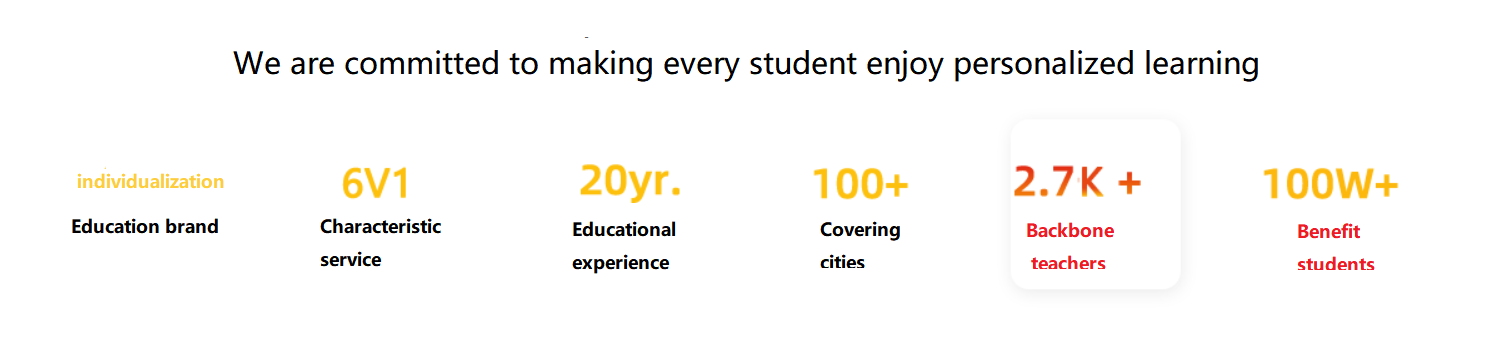 We are committed to making every student enjoy personalized learning
individualization
Education brand
6V1
Characteristic
service
20yr.
Educational
experience
100+
Covering
cities
2.7K +
Backbone
teachers
100W+
Benefit
students